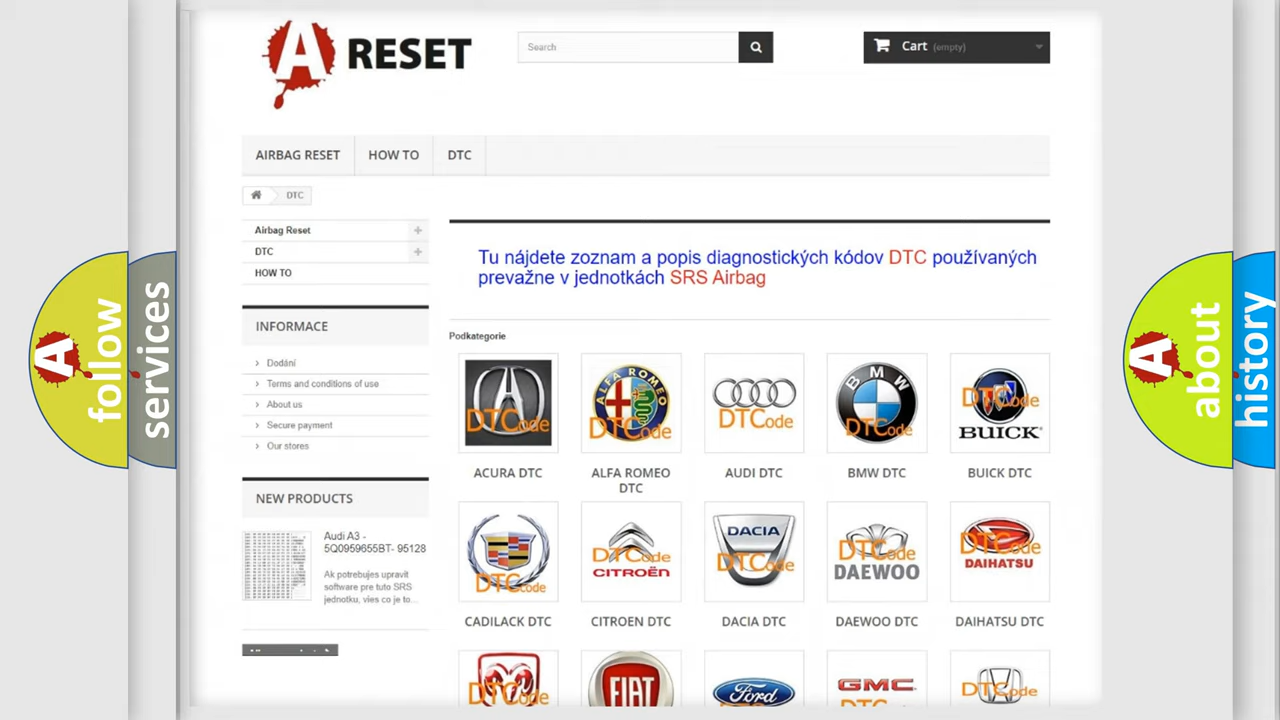 A RESET
Search
Cart (empty)
AIRBAG RESET
HOW TO
DTC
DTC
Airbag Reset
DTC
HOW TO
Tu nájdete zoznam a popis diagnostických kódov DTC používaných
prevažne v jednotkách SRS Airbag
INFORMACE
Dodání
Terms and conditions of use
About us
Secure payment
Our stores
Podkategorie
DTCode
ACURA DTC
ALFA ROMEO
DTCode
ALFA ROMEO
DTC
DTCode
AUDI DTC
BMW
DTCode
BMW DTC
DTCode
BUICK
BUICK DTC
NEW PRODUCTS
Audi A3 -
5Q0959655BT- 95128
Ak potrebujes upravit
software pre tuto SRS
jednotku, vies co je to...
DTCode
CADILACK DTC
DTCode
CITROËN
CITROEN DTC
DACIA
DTCode
DACIA DTC
DTCode
DAEWOO
DAEWOO DTC
DTCode
DAIHATSU
DAIHATSU DTC
DTCode
FIAT
Ford
GMC
DTCode
A follow
services
A about
history